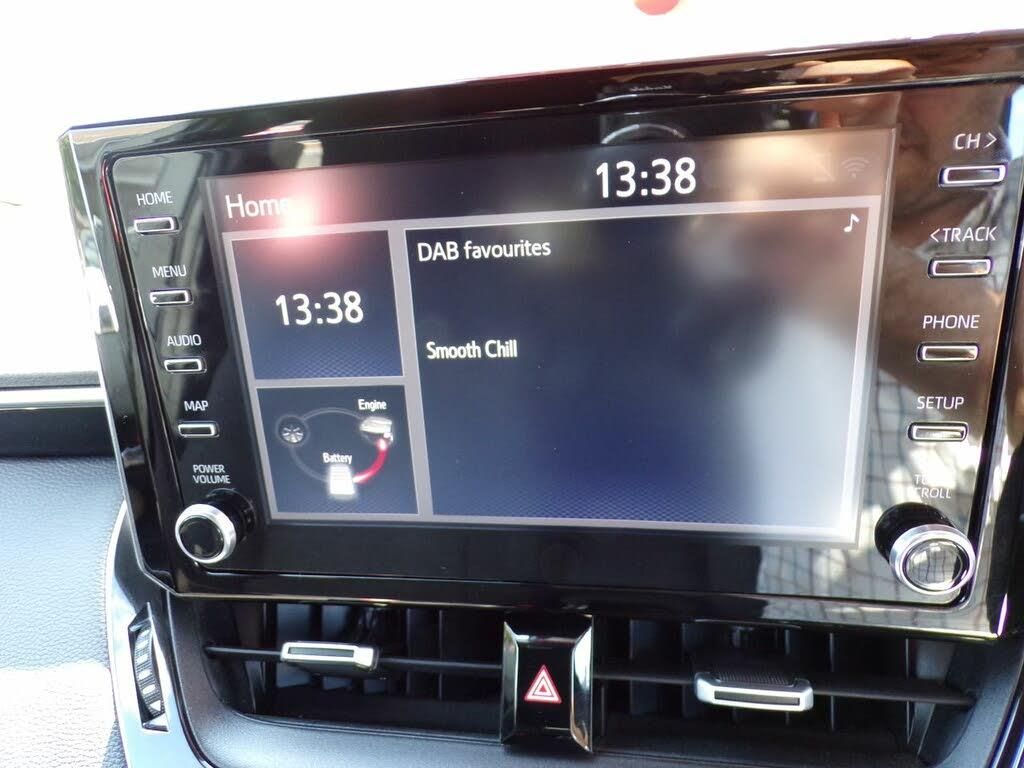 HOME
MENU
AUDIO
MAP
POWER
VOLUME
Home
13:38
13:38
DAB favourites
Smooth Chill
Engine
Battery
CH >
<TRACK
PHONE
SETUP
SCROLL